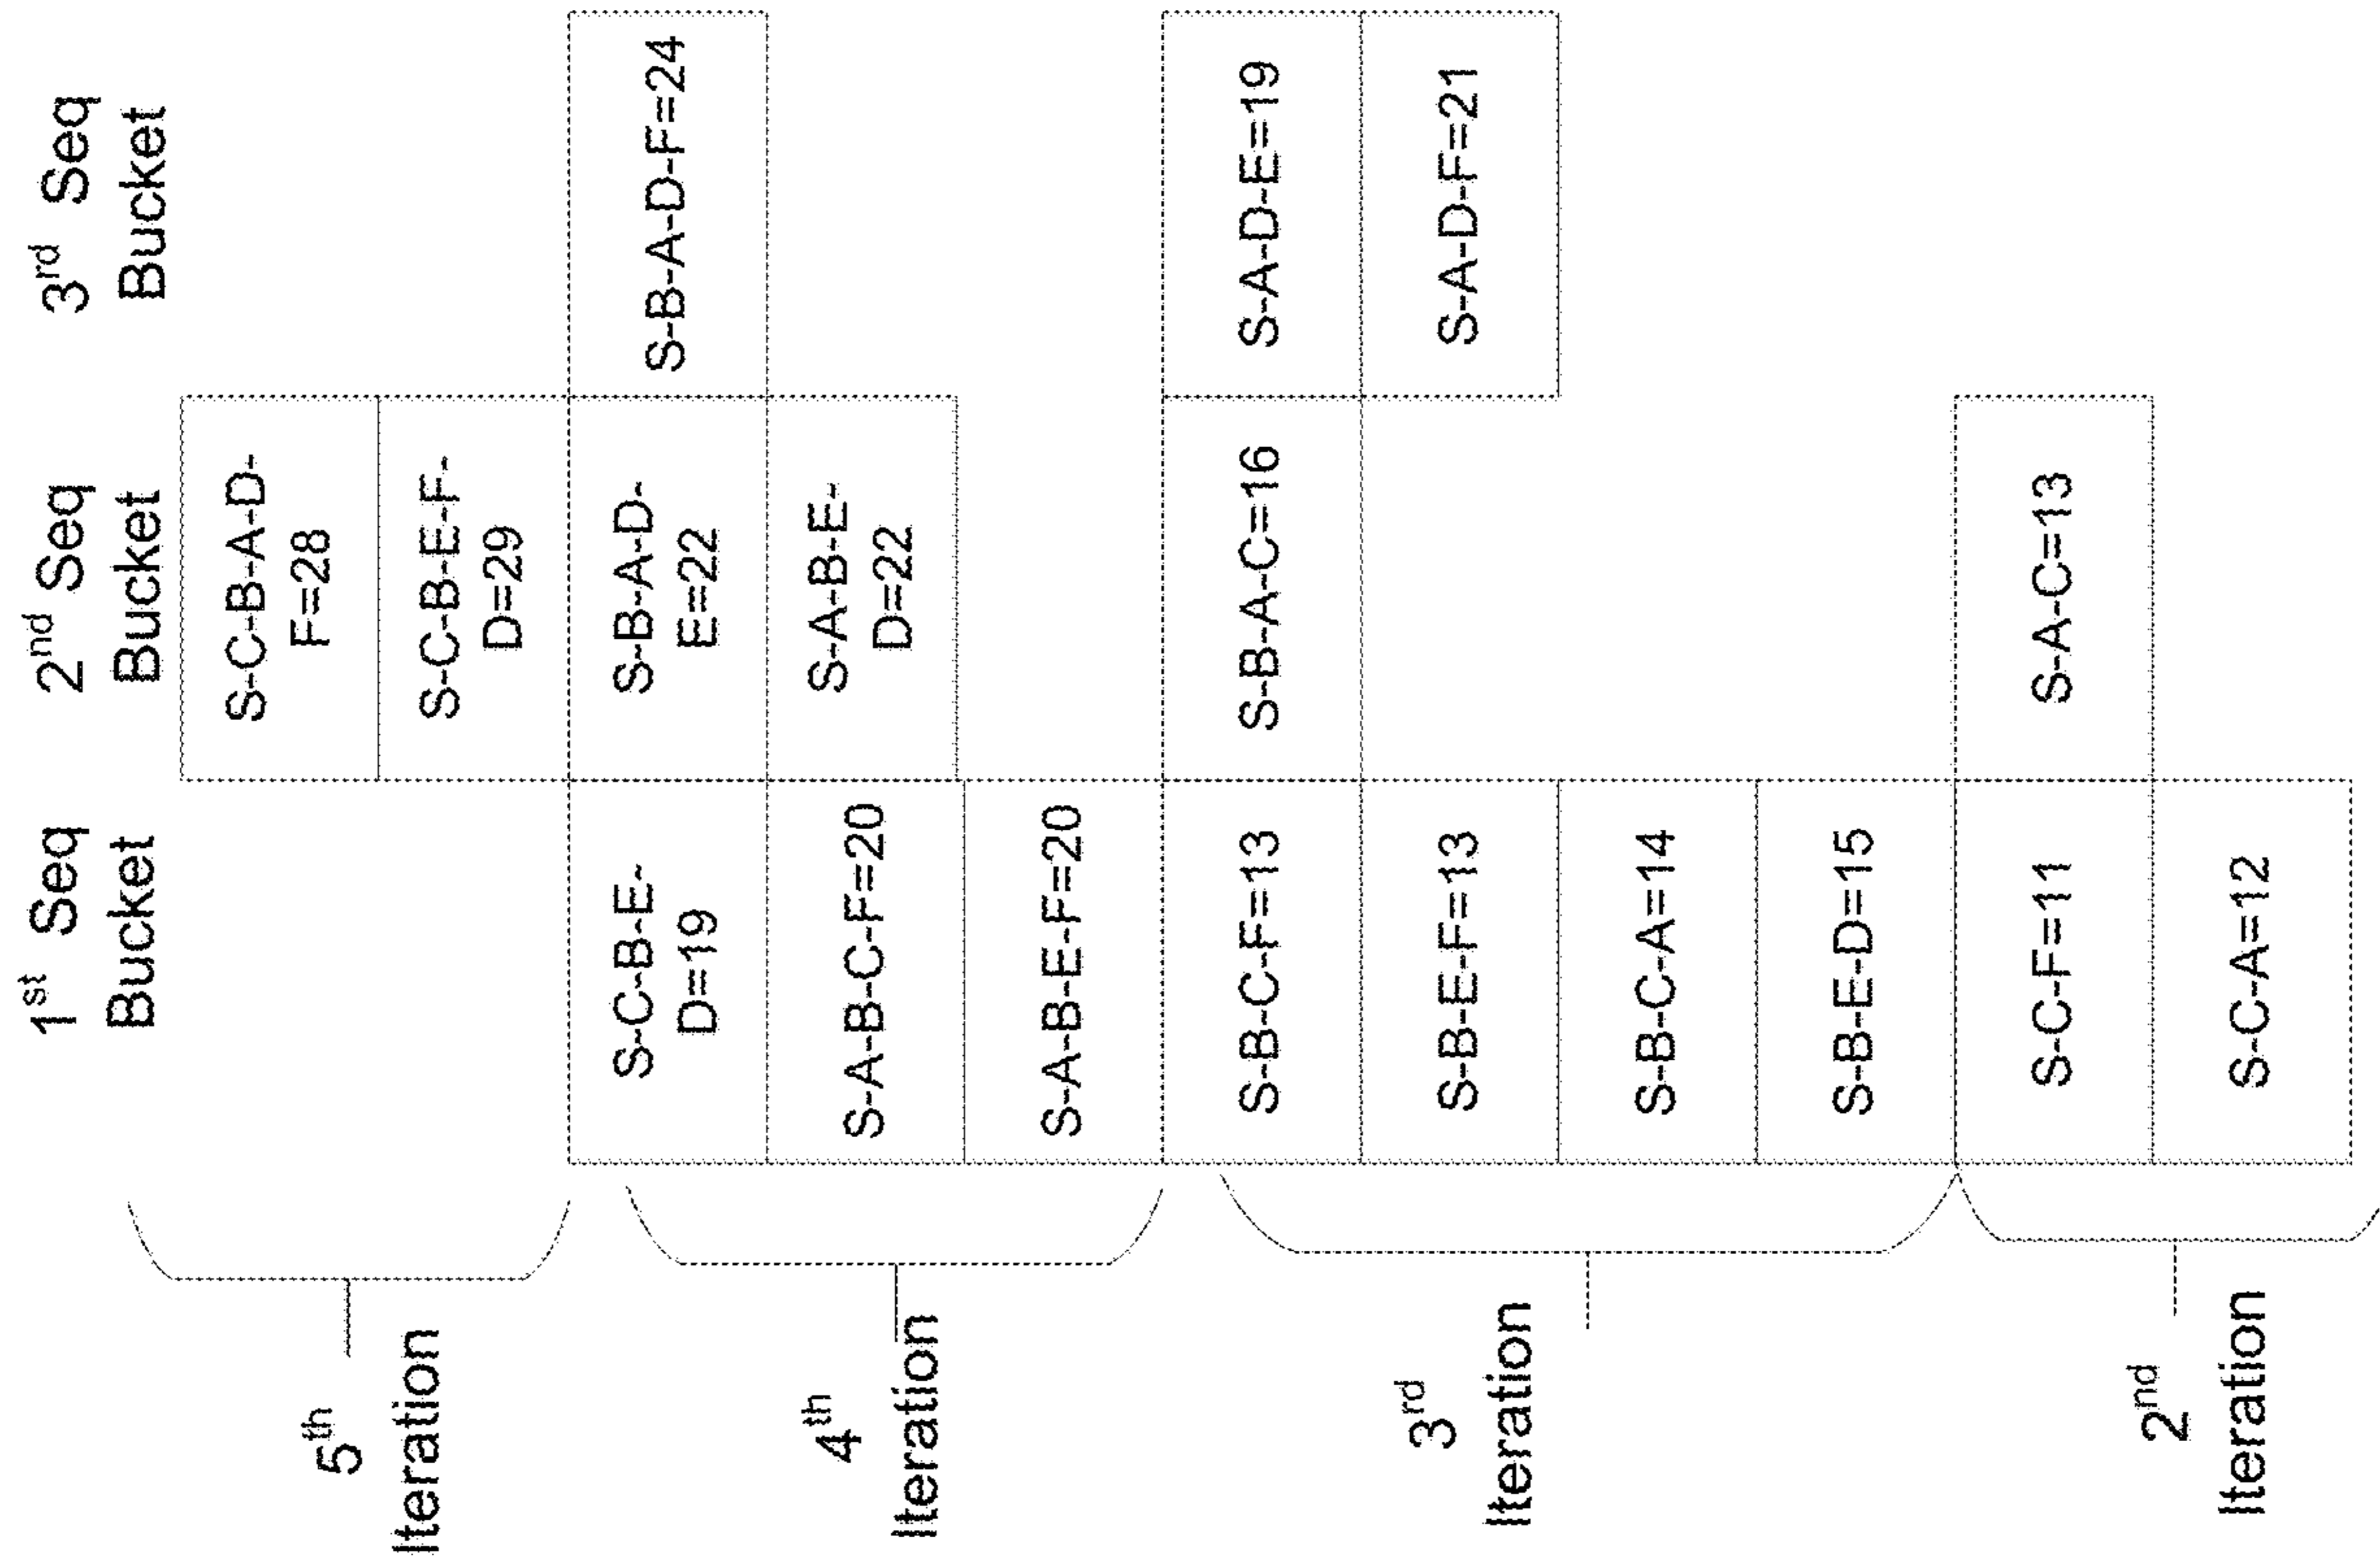 2nd
Iteration
3rd
Iteration
4th
Iteration
5th
Iteration
S-C-A=12
S-C-F=11
S-B-E-D=15
S-B-C-A=14
S-B-E-F=13
S-B-C-F=13
S-A-B-E-F=20
S-A-B-C-F=20
S-C-B-E-
D=19
1st Seq
Bucket
S-A-C=13
S-B-A-C=16
S-A-B-E-
D=22
S-B-A-D-
E=22
S-C-B-E-F-
D=29
S-C-B-A-D-
F=28
2nd Seq
Bucket
S-A-D-F=21
S-A-D-E=19
S-B-A-D-F=24
3rd Seq
Bucket